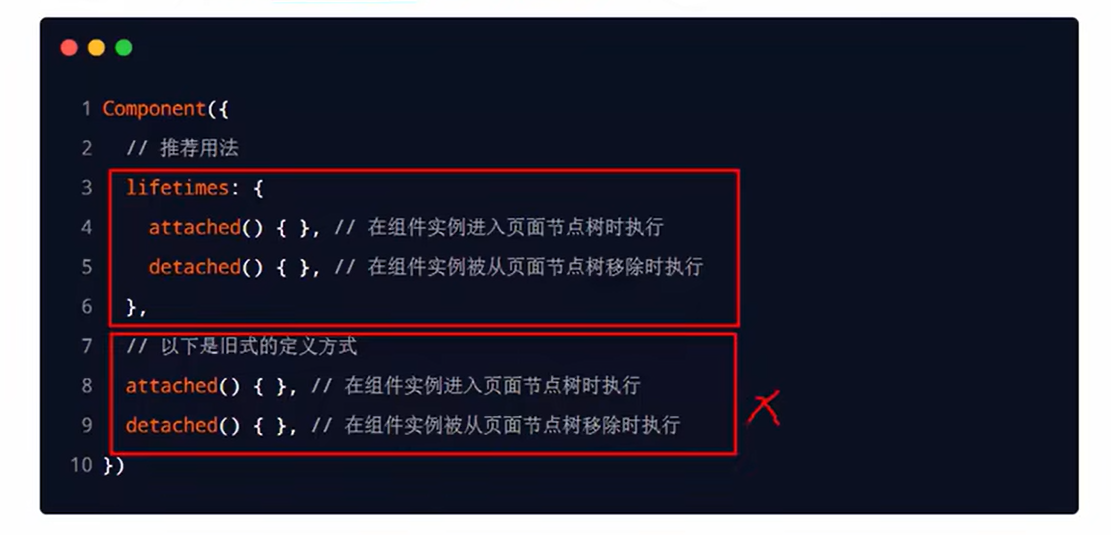 1 Component({
2 // 推荐用法
3 lifetimes: {
4 attached() { }, // 在组件实例进入页面节点树时执行
5 detached() { }, // 在组件实例被从页面节点树移除时执行
6 },
7 // 以下是旧式的定义方式
8 attached() { }, // 在组件实例进入页面节点树时执行
9 detached() { }, // 在组件实例被从页面节点树移除时执行
10 })